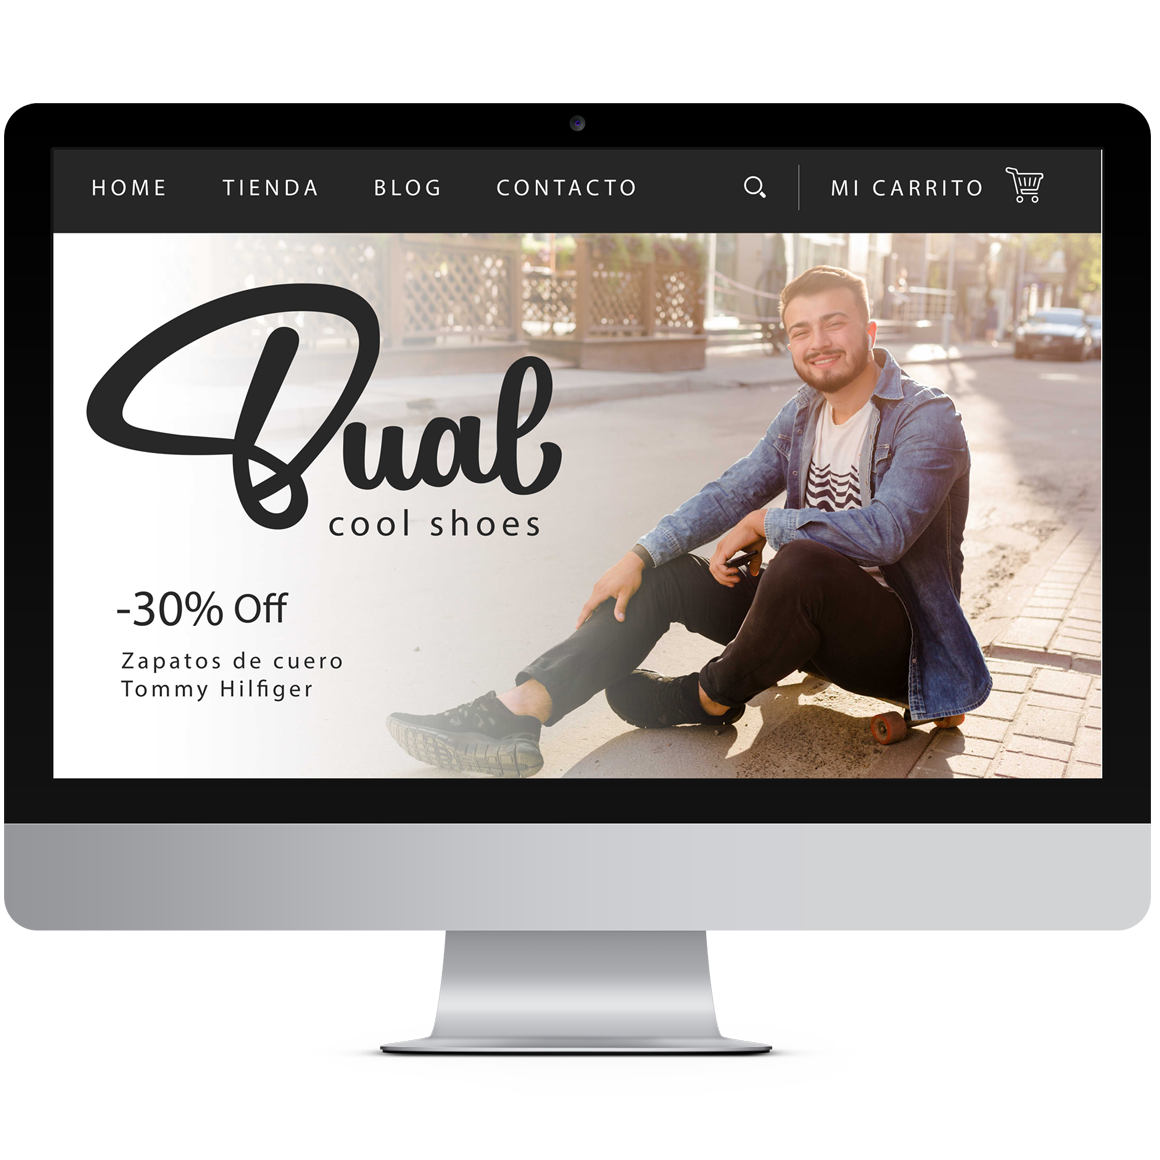 HOME TIENDA BLOG CONTACTO MI CARRITO
Dual
cool shoes
-30% Off
Zapatos de cuero
Tommy Hilfiger